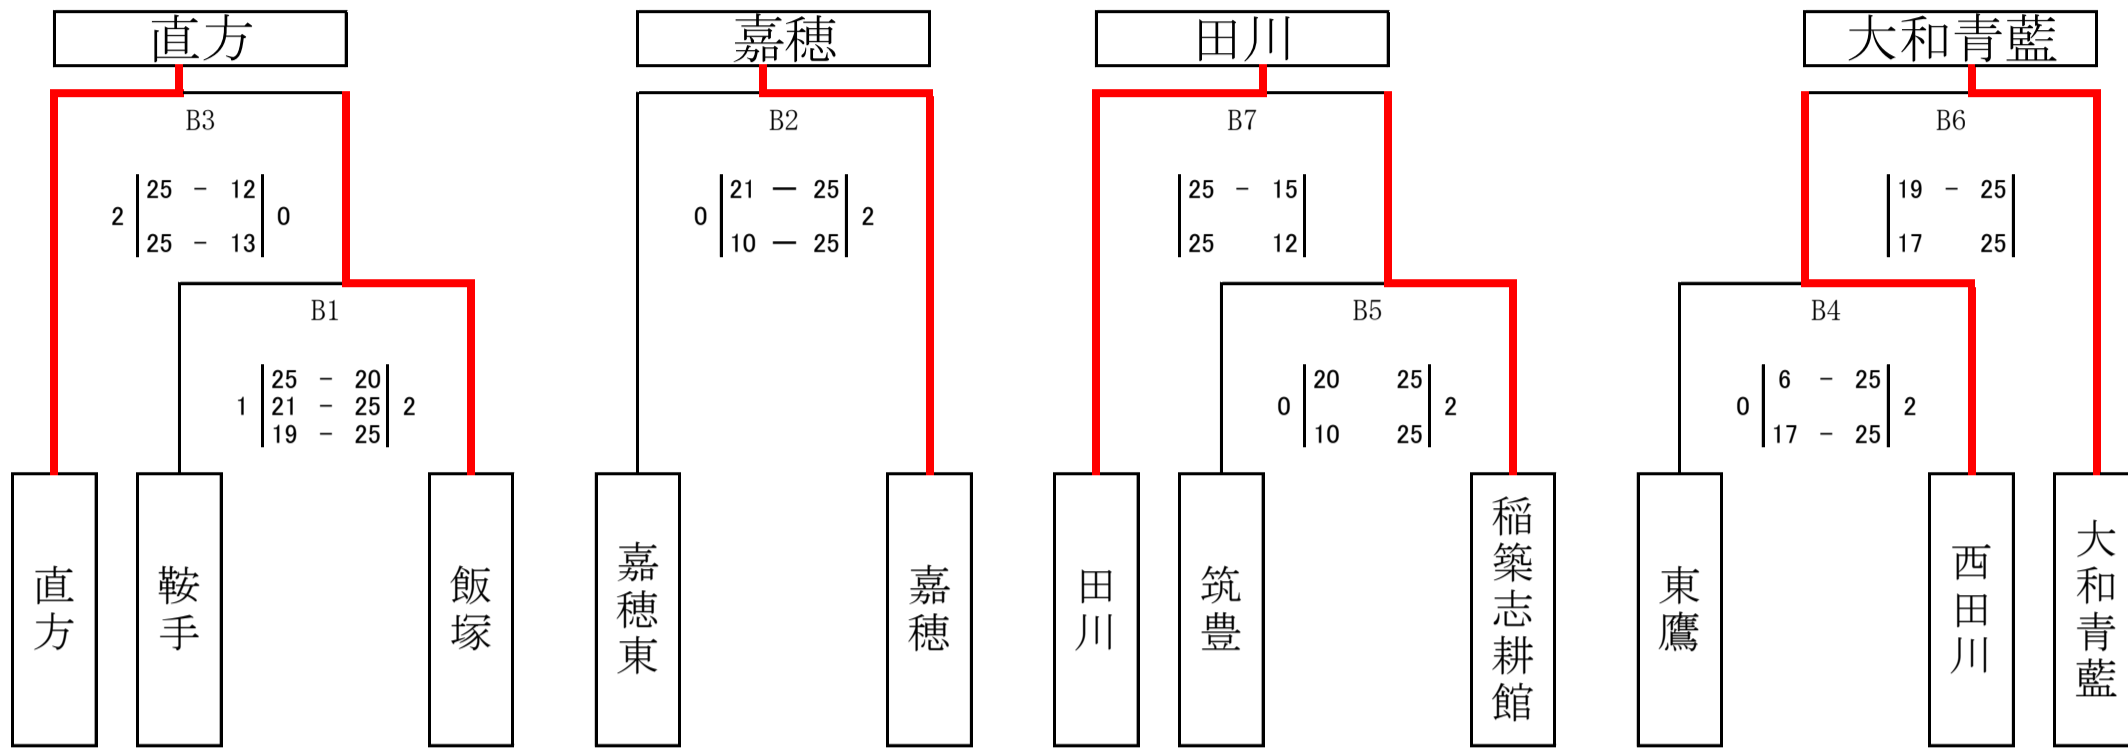 直方
嘉穂
田川
大和青藍
B3
B2
B7
B6
25 - 12
2 0
25 - 13
21 ー 25
0 2
10 ー 25
25 - 15
25 12
19 - 25
17 25
B1
B5
B4
25 - 20
1 21 - 25 2
19 - 25
20 25
0 2
10 25
6 - 25
0 2
17 - 25
直方
鞍手
飯塚
嘉穂東
嘉穂
田川
筑豊
稲築志耕館
東鷹
西田川
大和青藍